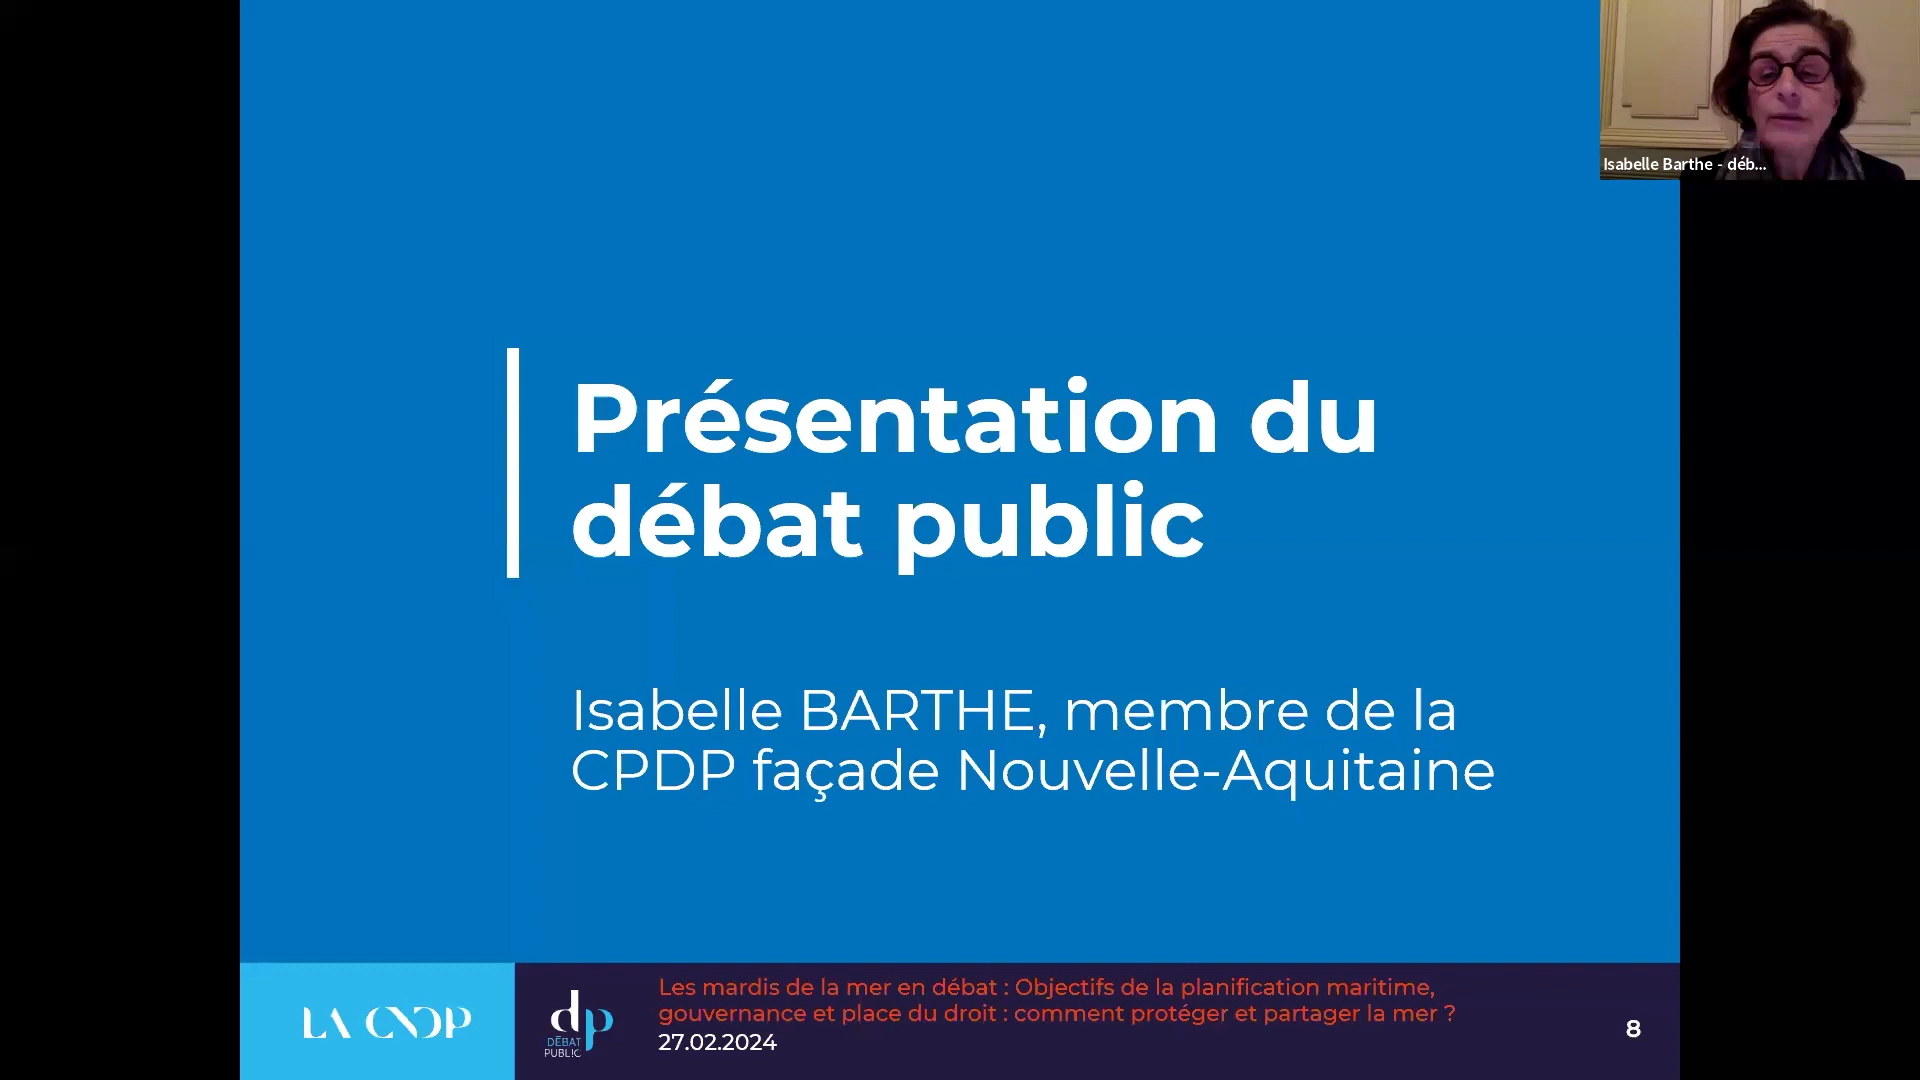 Isabelle Barthe - déb...
Présentation du
débat public
Isabelle BARTHE, membre de la
CPDP façade Nouvelle-Aquitaine
LA CNDP
dp
DÉBAT
PUBLIC
Les mardis de la mer en débat : Objectifs de la planification maritime,
gouvernance et place du droit : comment protéger et partager la mer ?
27.02.2024
8